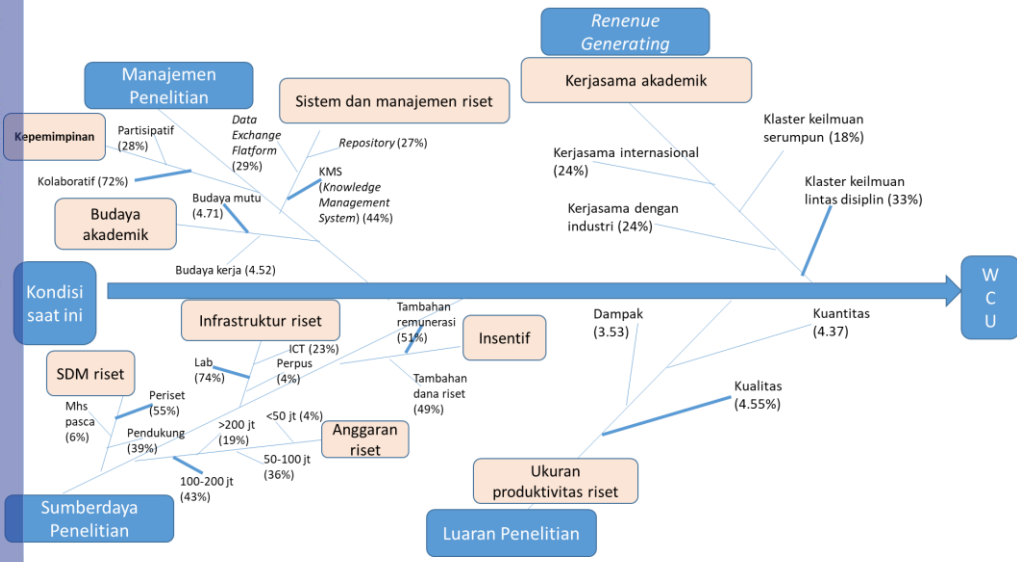 Renene
Generating
Kerjasama akademik
Manajemen
Penelitian
Sistem dan manajemen riset
Kepemimpinan
Partisipatif
(28%)
Kolaboratif (72%)
Data
Exchange
Flatform
(29%)
Repository (27%)
KMS
(Knowledge
Management
System) (44%)
Budaya mutu
(4.71)
Budaya
akademik
Budaya kerja (4.52)
Klaster keilmuan
serumpun (18%)
Kerjasama internasional
(24%)
Klaster keilmuan
lintas disiplin (33%)
Kerjasama dengan
industri (24%)
Kondisi
saat ini
W
C
U
Infrastruktur riset
Tambahan
remunerasi
(51%)
Insentif
ICT (23%)
Lab
(74%)
Perpus
(4%)
Tambahan
dana riset
(49%)
SDM riset
Mhs
pasca
(6%)
Periset
(55%)
Pendukung
(39%)
>200 jt
(19%)
<50 jt (4%)
Anggaran
riset
50-100 jt
(36%)
100-200 jt
(43%)
Sumberdaya
Penelitian
Dampak
(3.53)
Kuantitas
(4.37)
Kualitas
(4.55%)
Ukuran
produktivitas riset
Luaran Penelitian